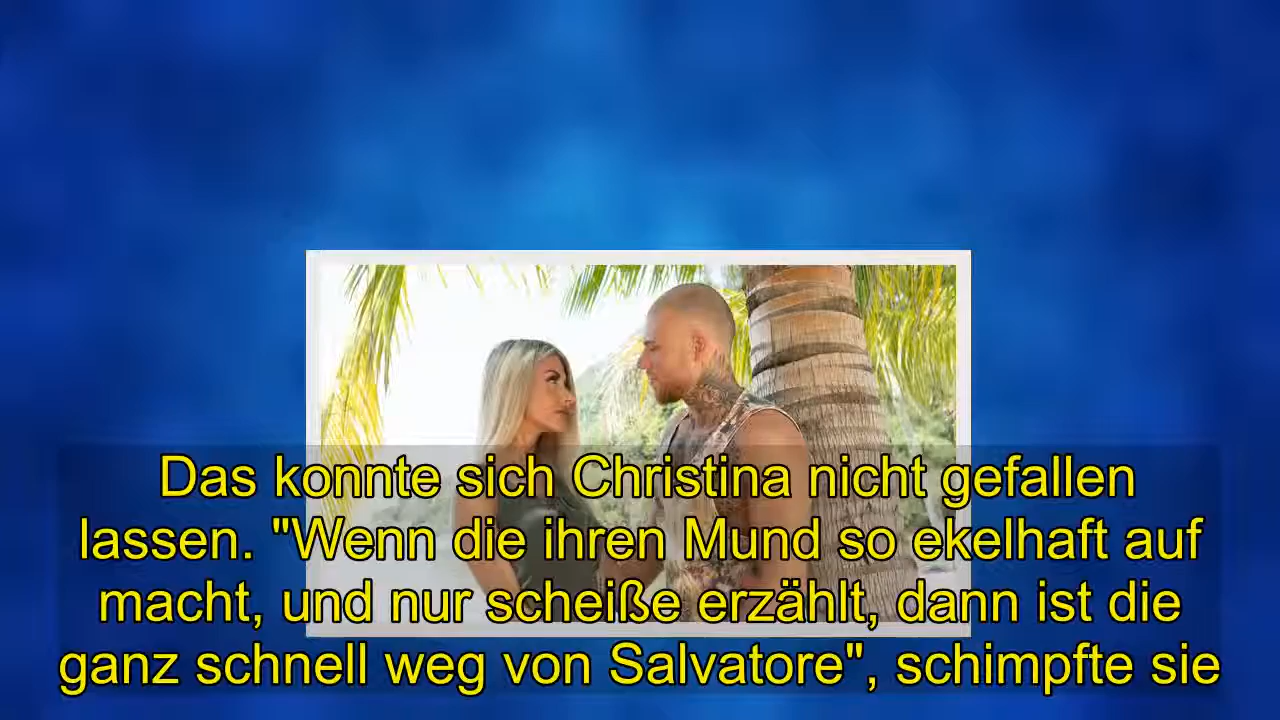 Das konnte sich Christina nicht gefallen
lassen. "Wenn die ihren Mund so ekelhaft auf
macht, und nur scheiße erzählt, dann ist die
ganz schnell weg von Salvatore", schimpfte sie